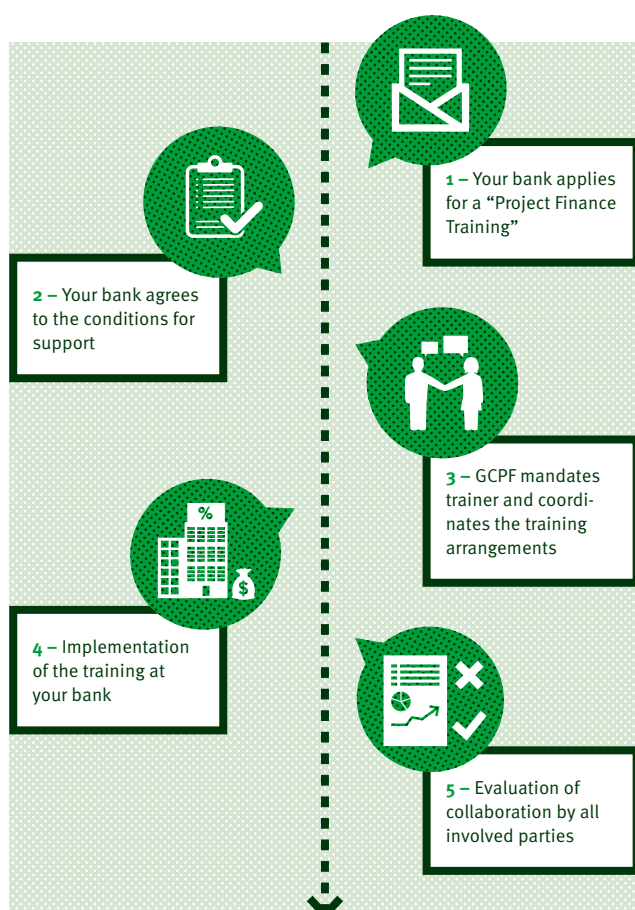 1 – Your bank applies
for a “Project Finance
Training”
2 – Your bank agrees
to the conditions for
support
3 – GCPF mandates
trainer and coordi-
nates the training
arrangements
%
$
4 – Implementation
of the training at
your bank
5 – Evaluation of
collaboration by all
involved parties